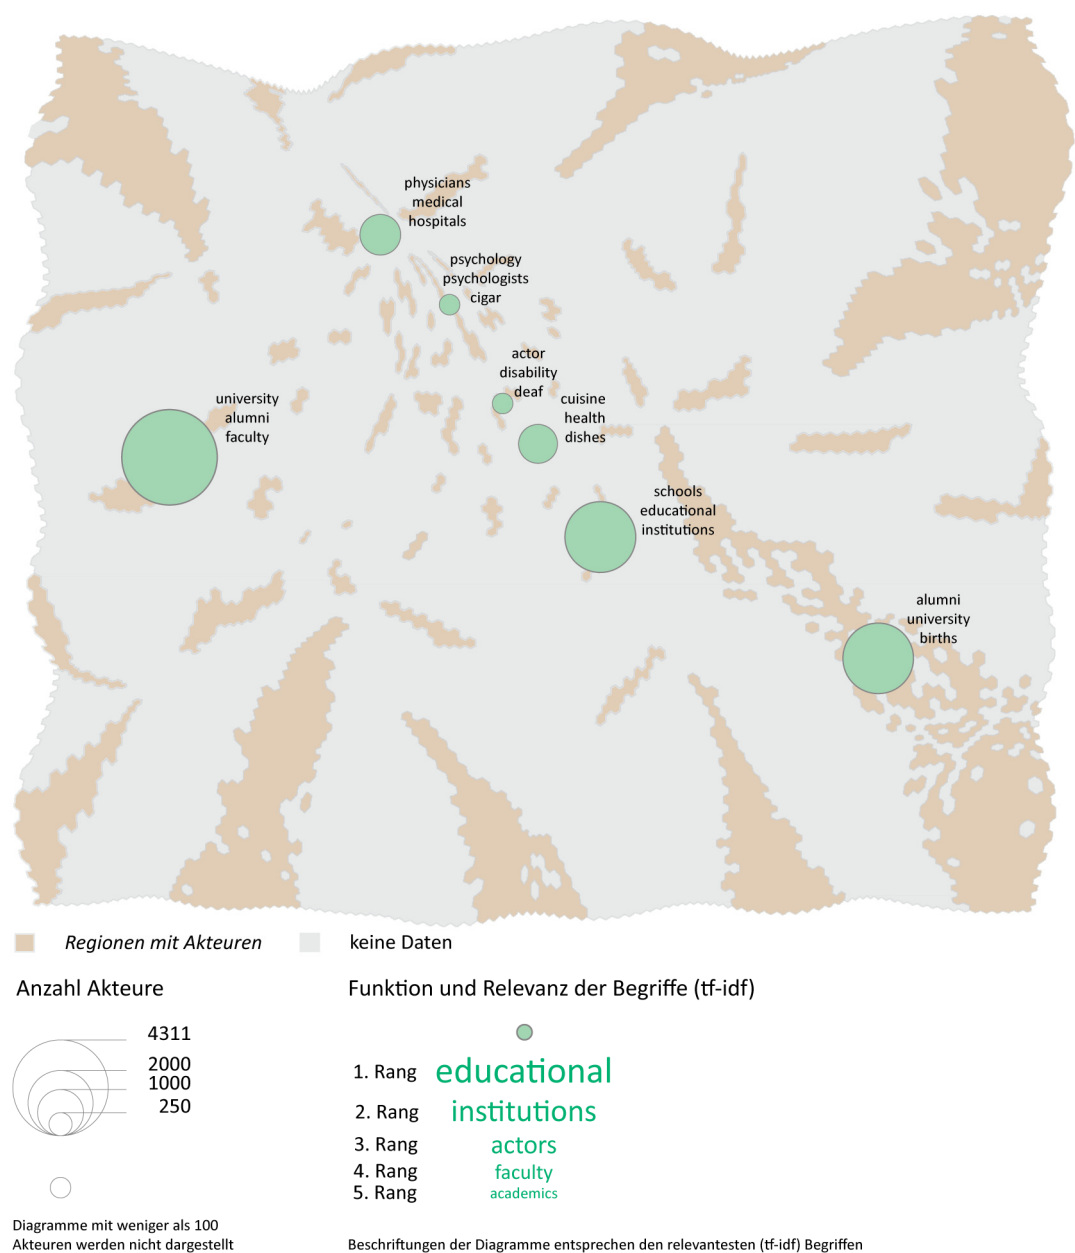 physicians
medical
hospitals
psychology
psychologists
cigar
actor
disability
deaf
university
alumni
faculty
cuisine
health
dishes
schools
educational
institutions
alumni
university
births
Regionen mit Akteuren
keine Daten
Anzahl Akteure
4311
2000
1000
250
Diagramme mit weniger als 100
Akteuren werden nicht dargestellt
Funktion und Relevanz der Begriffe (tf-idf)
1. Rang educational
2. Rang institutions
3. Rang actors
4. Rang faculty
5. Rang academics
Beschriftungen der Diagramme entsprechen den relevantesten (tf-idf) Begriffen